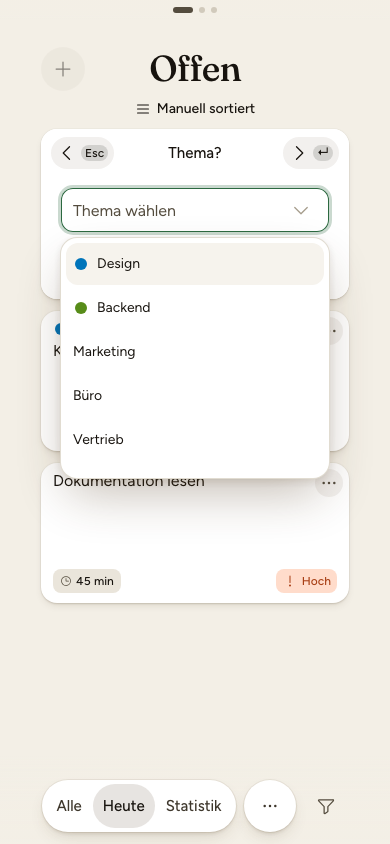 Offen
Manuell sortiert
Esc
Thema?
Thema wählen
Design
Backend
Marketing
Büro
Vertrieb
Dokumentation lesen
45 min
Hoch
Alle
Heute
Statistik